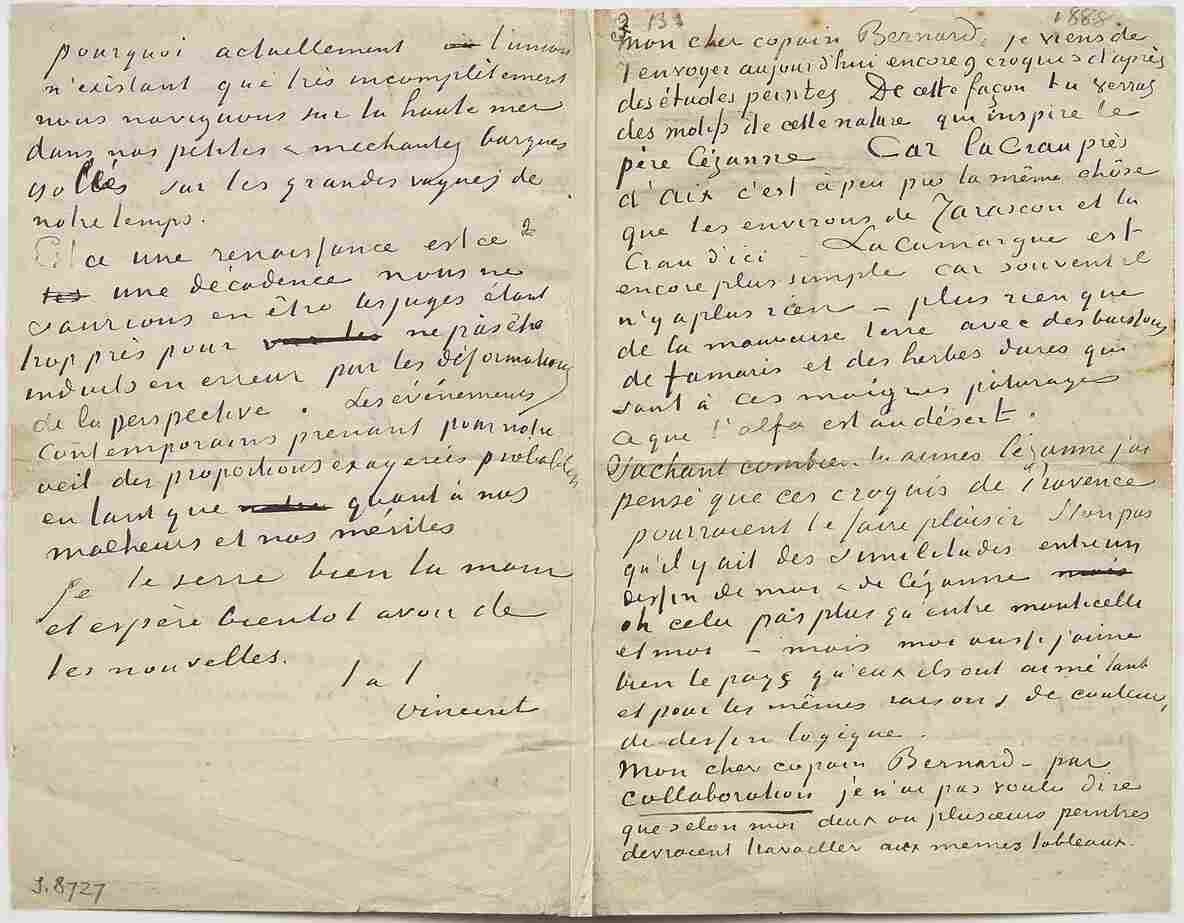 pourquoi actuellement l'union
n'existant que très incomplètement
nous naviguons sur la haute mer
dans nos petites & mechantes barques
isolés sur les grandes vagues de
notre temps.
Est ce une renaissance est ce
une décadence nous ne
saurions en être les juges étant
trop près pour ne pas être
induits en erreur par les déformations
de la perspective. Les événements
contemporains prenant pour notre
oeil des proportions exagerées probablem
en tant que quant à nos
malheurs et nos mérites
Je te serre bien la main
et espère bientot avoir de
tes nouvelles.
t. à t.
Vincent
J.8727
2
131
1888.
mon cher copain Bernard, je viens de
t'envoyer aujourd'hui encore 9 croquis d'après
des études peintes. De cette façon tu verras
des motifs de cette nature qui inspire le
père Cézanne Car la Crau près
d'aix c'est à peu près la même chôse
que les environs de Tarascon et la
Crau d'ici – La Camargue est
encore plus simple car souvent il
n'y a plus rien – plus rien que
de la mauvaise terre avec des buissons
de tamaris et des herbes dures qui
sont à ces maigres paturages
ce que l'alfa est au désert.
Sachant combien tu aimes Cézanne j'ai
pensé que ces croquis de Provence
pourraient te faire plaisir. Non pas
qu'il y ait des similitudes entre un
dessin de moi & de Cézanne mais
oh cela pas plus qu'entre monticelli
et moi – mais moi aussi j'aime
bien le pays qu'eux ils ont aimé tant
et pour les mêmes raisons de couleur,
de dessin logique.
Mon cher copain Bernard – par
collaboration je n'ai pas voulu dire
que selon moi deux ou plusieurs peintres
devraient travailler aux memes tableaux.